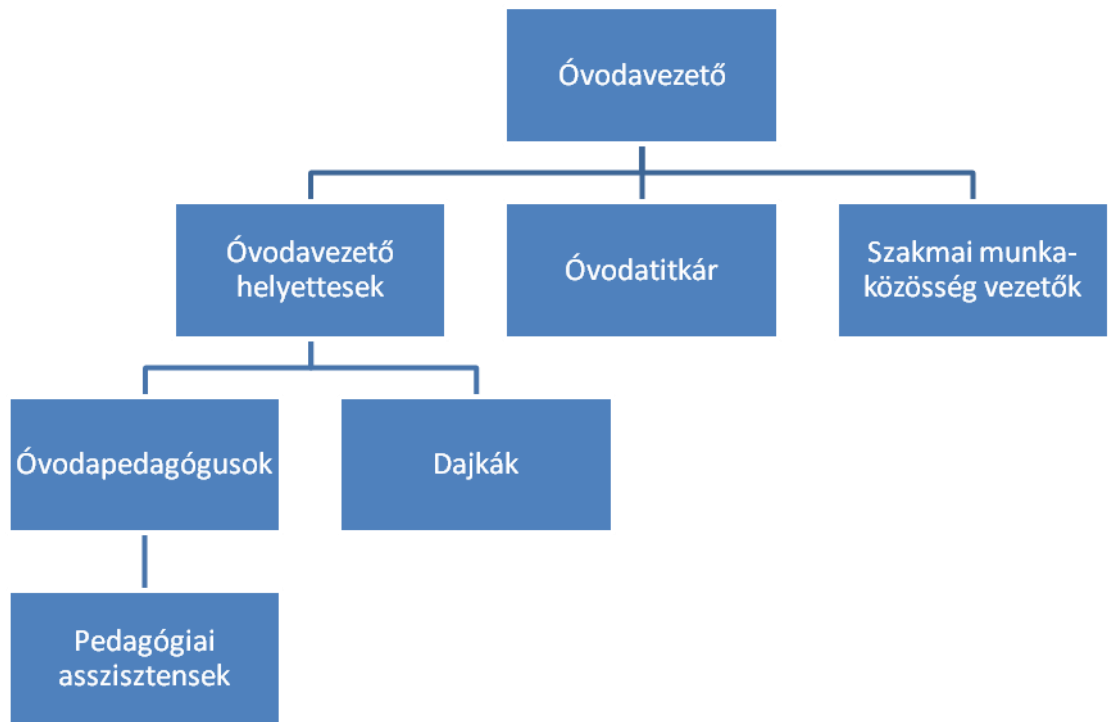 Óvodavezető
Óvodavezető
helyettesek
Óvodatitkár
Szakmai munka-
közösség vezetők
Óvodapedagógusok
Dajkák
Pedagógiai
asszisztensek